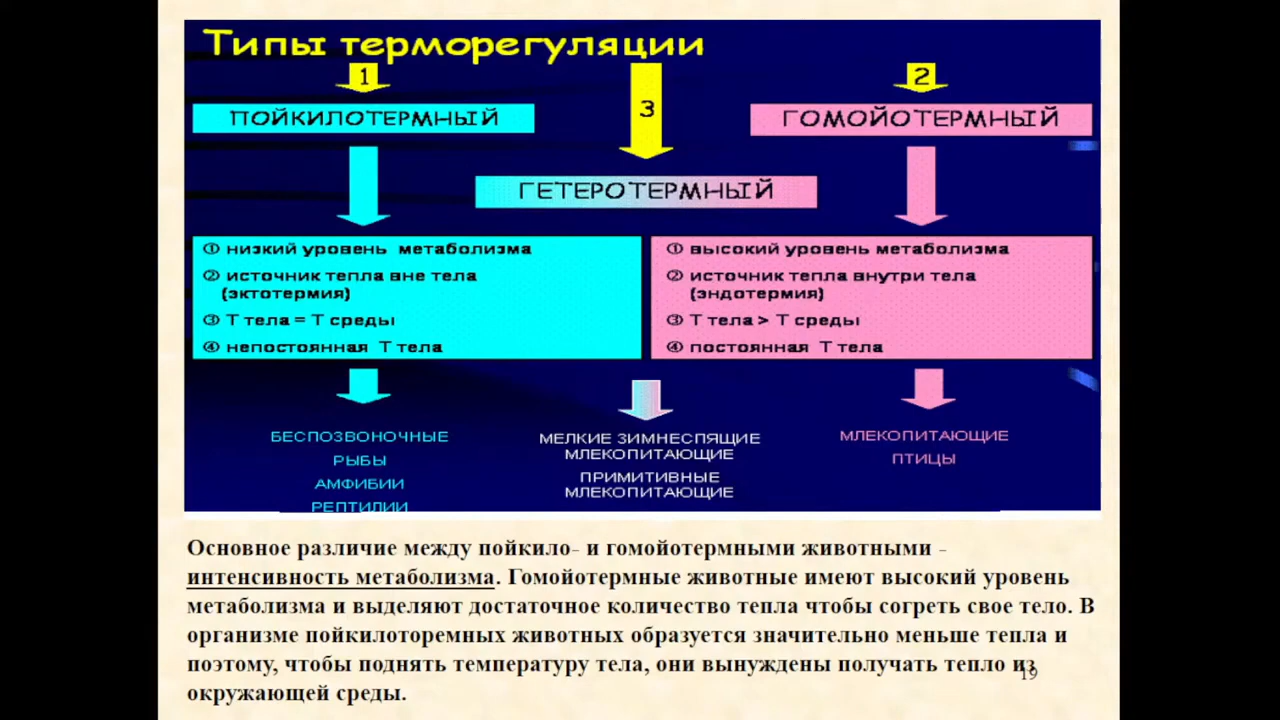 Типы терморегуляции
1
3
2
ПОЙКИЛОТЕРМНЫЙ
ГОМОЙОТЕРМНЫЙ
ГЕТЕРОТЕРМНЫЙ
① низкий уровень метаболизма
② источник тепла вне тела
(эктотермия)
③ Т тела = Т среды
④ непостоянная Т тела
① высокий уровень метаболизма
② источник тепла внутри тела
(эндотермия)
③ Т тела > Т среды
④ постоянная Т тела
БЕСПОЗВОНОЧНЫЕ
РЫБЫ
АМФИБИИ
РЕПТИЛИИ
МЕЛКИЕ ЗИМНЕСПЯЩИЕ
МЛЕКОПИТАЮЩИЕ
ПРИМИТИВНЫЕ
МЛЕКОПИТАЮЩИЕ
МЛЕКОПИТАЮЩИЕ
ПТИЦЫ
Основное различие между пойкило- и гомойотермными животными -
интенсивность метаболизма. Гомойотермные животные имеют высокий уровень
метаболизма и выделяют достаточное количество тепла чтобы согреть свое тело. В
организме пойкилоторемных животных образуется значительно меньше тепла и
поэтому, чтобы поднять температуру тела, они вынуждены получать тепло из
окружающей среды.
19